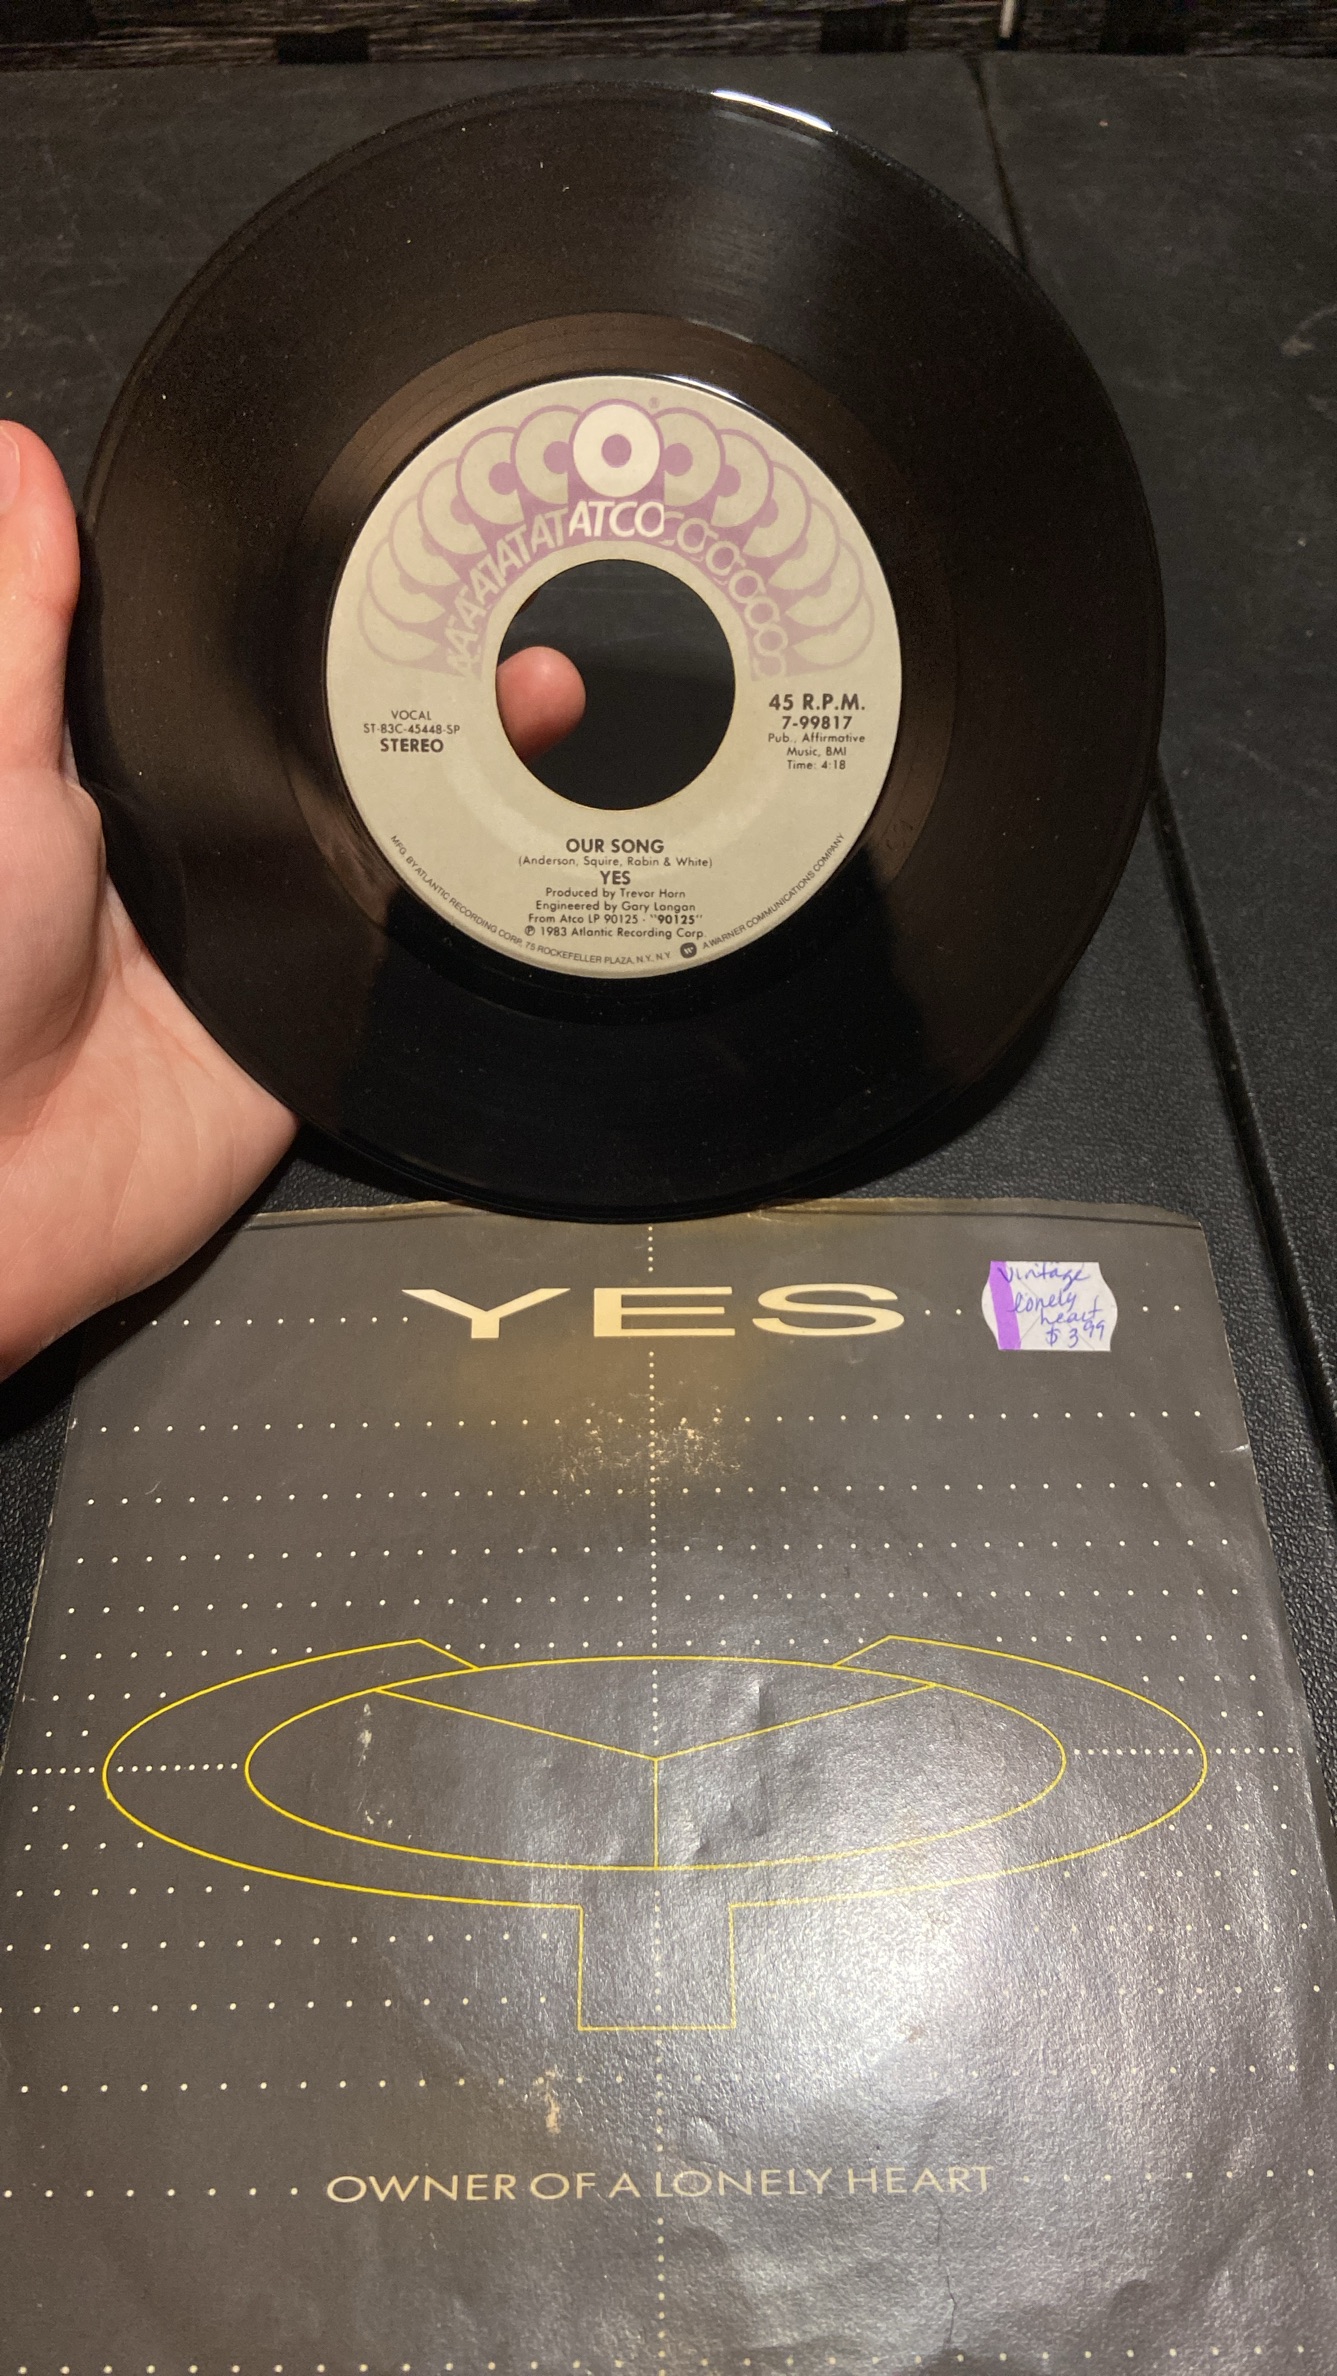 ATCO
®
VOCAL
ST-83C-45448-SP
STEREO
45 R.P.M.
7-99817
Pub., Affirmative
Music, BMI
Time: 4:18
OUR SONG
(Anderson, Squire, Rabin & White)
YES
Produced by Trevor Horn
Engineered by Gary Langan
From Atco LP 90125 - "90125"
℗ 1983 Atlantic Recording Corp.
MFG. BY ATLANTIC RECORDING CORP., 75 ROCKEFELLER PLAZA, N.Y. N.Y. A WARNER COMMUNICATIONS COMPANY
YES
vintage
lonely
heart
$3.99
OWNER OF A LONELY HEART